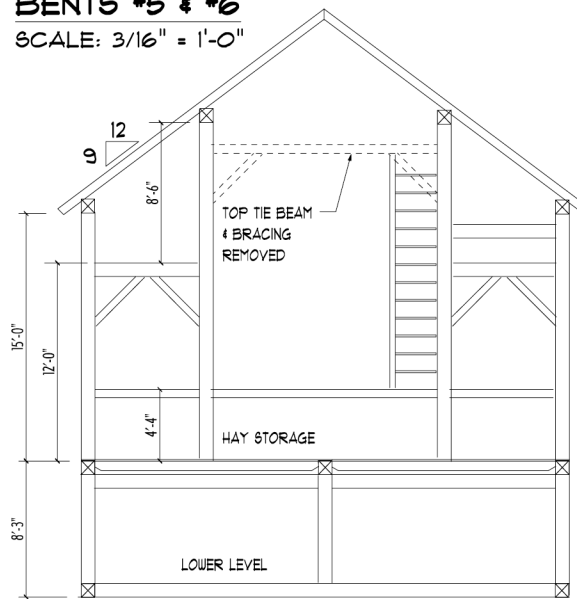 BENTS #5 & #6
SCALE: 3/16" = 1'-0"
12
9
8'-6"
TOP TIE BEAM
& BRACING
REMOVED
15'-0"
12'-0"
4'-4"
HAY STORAGE
8'-3"
LOWER LEVEL